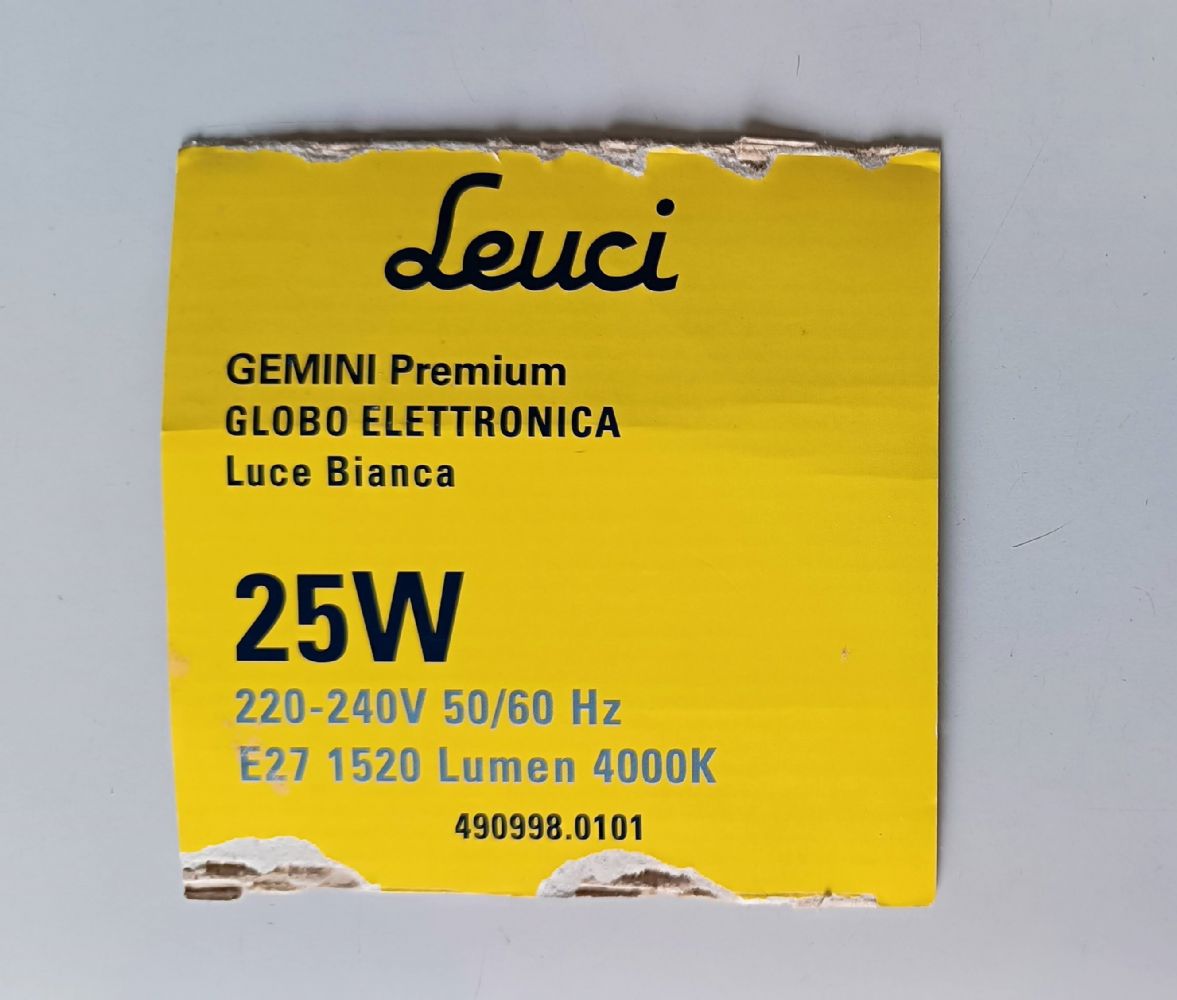 Leuci
GEMINI Premium
GLOBO ELETTRONICA
Luce Bianca
25W
220-240V 50/60 Hz
E27 1520 Lumen 4000K
490998.0101